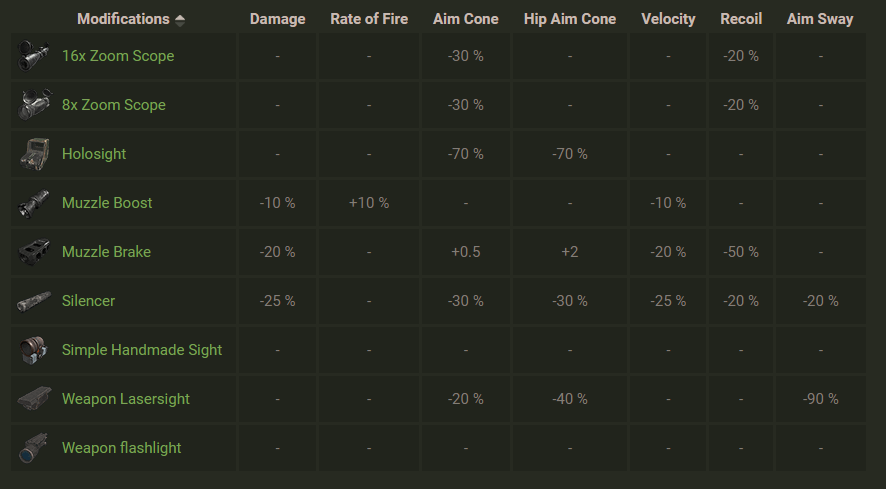 Modifications Damage Rate of Fire Aim Cone Hip Aim Cone Velocity Recoil Aim Sway
16x Zoom Scope - - -30 % - - -20 % -
8x Zoom Scope - - -30 % - - -20 % -
Holosight - - -70 % -70 % - - -
Muzzle Boost -10 % +10 % - - -10 % - -
Muzzle Brake -20 % - +0.5 +2 -20 % -50 % -
Silencer -25 % - -30 % -30 % -25 % -20 % -20 %
Simple Handmade Sight - - - - - - -
Weapon Lasersight - - -20 % -40 % - - -90 %
Weapon flashlight - - - - - - -